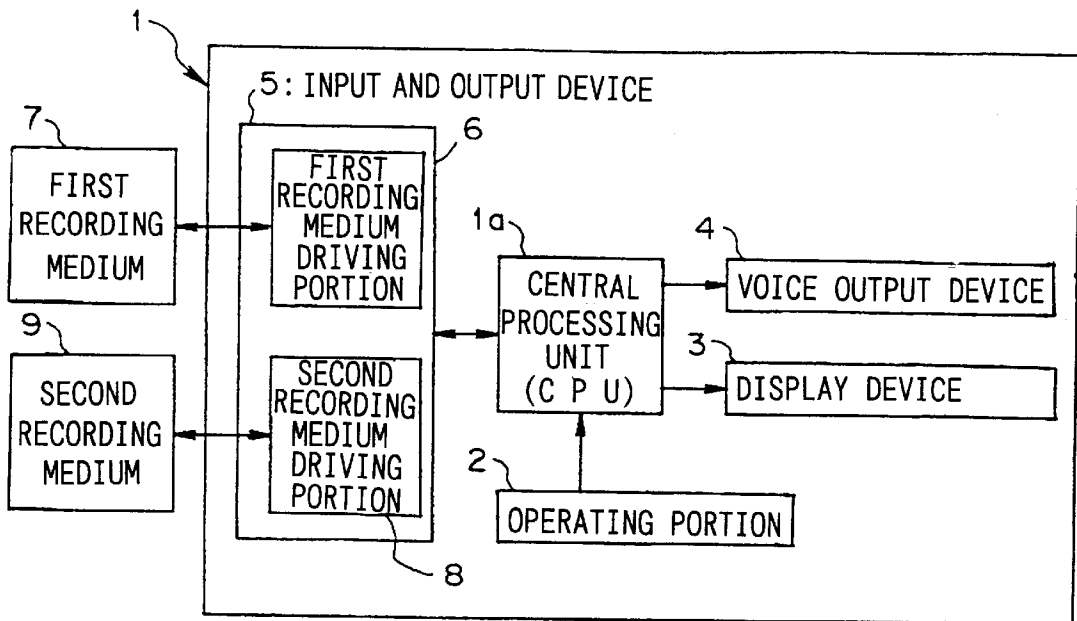 1
5: INPUT AND OUTPUT DEVICE
7
6
FIRST
RECORDING
MEDIUM
FIRST
RECORDING
MEDIUM
DRIVING
PORTION
1a
CENTRAL
PROCESSING
UNIT
(CPU)
4
VOICE OUTPUT DEVICE
3
DISPLAY DEVICE
9
SECOND
RECORDING
MEDIUM
SECOND
RECORDING
MEDIUM
DRIVING
PORTION
8
2
OPERATING PORTION